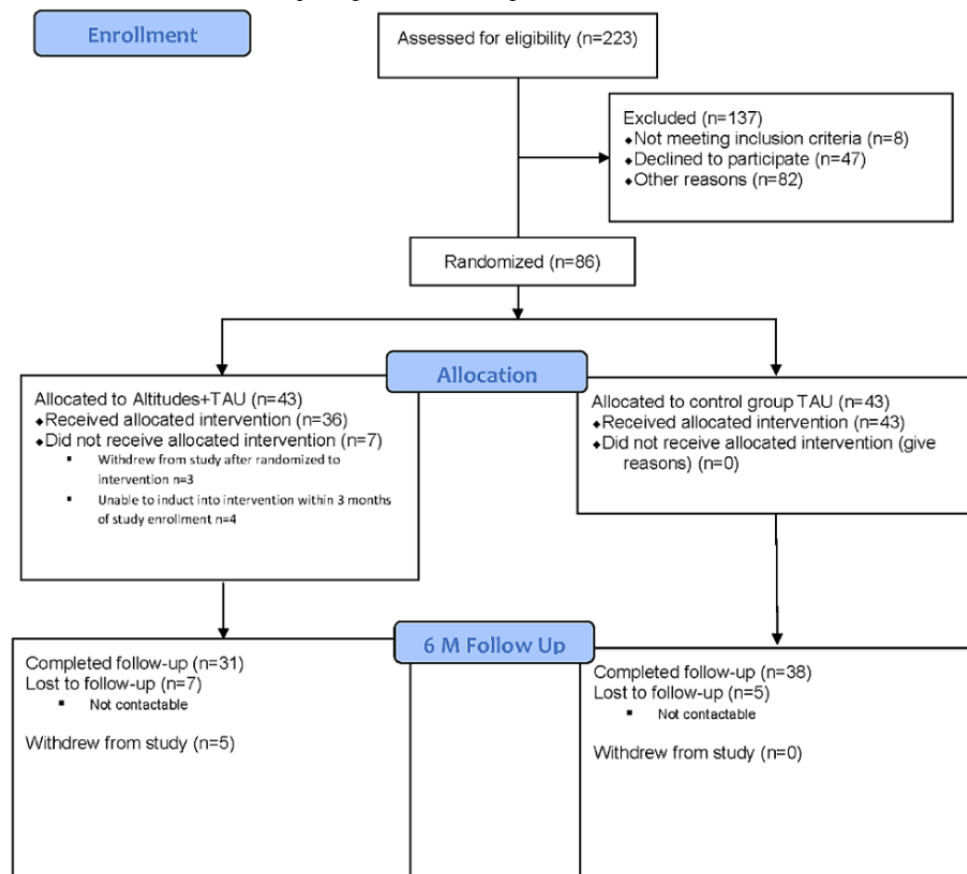 Enrollment
Assessed for eligibility (n=223)
Excluded (n=137)
◆Not meeting inclusion criteria (n=8)
◆Declined to participate (n=47)
◆Other reasons (n=82)
Randomized (n=86)
Allocation
Allocated to Altitudes+TAU (n=43)
◆Received allocated intervention (n=36)
◆Did not receive allocated intervention (n=7)
▪ Withdrew from study after randomized to
intervention n=3
▪ Unable to induct into intervention within 3 months
of study enrollment n=4
Allocated to control group TAU (n=43)
◆Received allocated intervention (n=43)
◆Did not receive allocated intervention (give
reasons) (n=0)
6 M Follow Up
Completed follow-up (n=31)
Lost to follow-up (n=7)
▪ Not contactable
Withdrew from study (n=5)
Completed follow-up (n=38)
Lost to follow-up (n=5)
▪ Not contactable
Withdrew from study (n=0)